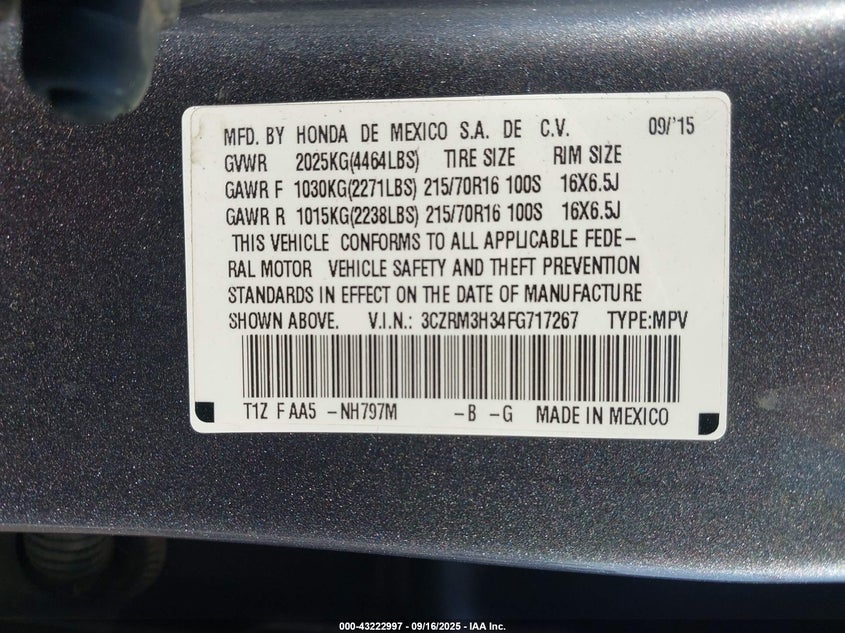 MFD. BY HONDA DE MEXICO S.A. DE C.V. 09/'15
GVWR 2025KG(4464LBS) TIRE SIZE RIM SIZE
GAWR F 1030KG(2271LBS) 215/70R16 100S 16X6.5J
GAWR R 1015KG(2238LBS) 215/70R16 100S 16X6.5J
THIS VEHICLE CONFORMS TO ALL APPLICABLE FEDE-
RAL MOTOR VEHICLE SAFETY AND THEFT PREVENTION
STANDARDS IN EFFECT ON THE DATE OF MANUFACTURE
SHOWN ABOVE. V.I.N.: 3CZRM3H34FG717267 TYPE:MPV
T1Z F AA5 -NH797M -B -G MADE IN MEXICO
000-43222997 - 09/16/2025 - IAA Inc.